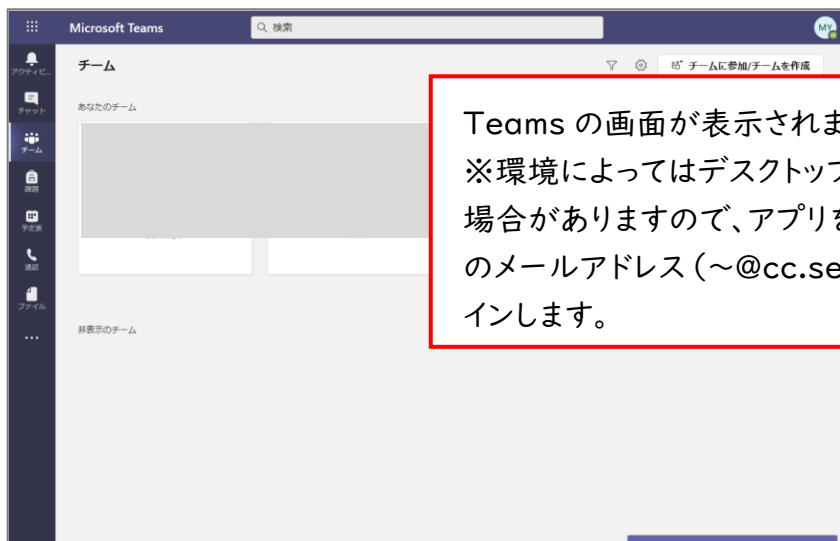 Microsoft Teams
検索
MY
アクティビ...
チーム
チームに参加/チームを作成
チャット
あなたのチーム
チーム
課題
予定表
通話
ファイル
非表示のチーム
Teams の画面が表示されま
※環境によってはデスクトップ
場合がありますので、アプリを
のメールアドレス(~@cc.se
インします。